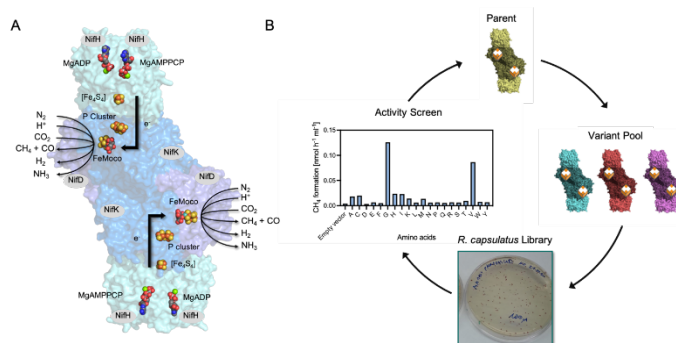 A
NifH
NifH
MgADP
MgAMPPCP
[Fe4S4]
P Cluster
e-
N2
H+
CO2
CH4 + CO
H2
NH3
FeMoco
NifD
NifK
NifK
FeMoco
NifD
N2
H+
CO2
CH4 + CO
H2
NH3
e-
P cluster
[Fe4S4]
MgAMPPCP
MgADP
NifH
NifH
B
Parent
Variant Pool
R. capsulatus Library
Activity Screen
CH4 formation [nmol h-1 ml-1]
0.15
0.10
0.05
0.00
Empty vector
A
C
D
E
F
G
H
I
K
L
M
N
P
Q
R
S
T
V
W
Y
Amino acids